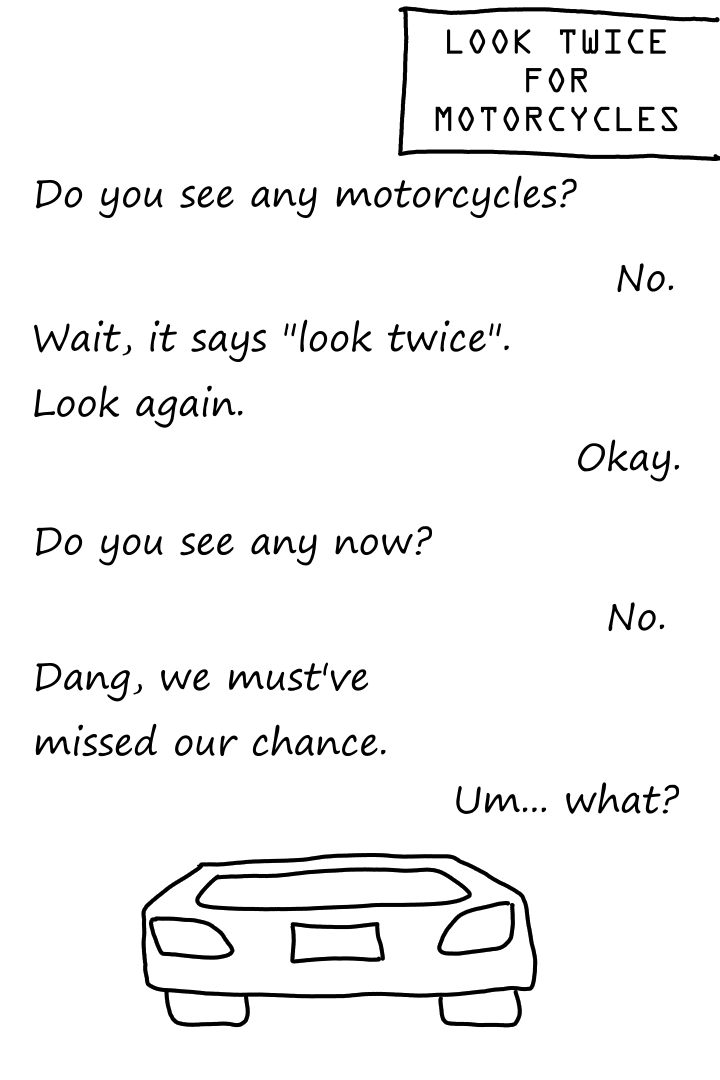 LOOK TWICE
FOR
MOTORCYCLES
Do you see any motorcycles?
No.
Wait, it says "look twice".
Look again.
Okay.
Do you see any now?
No.
Dang, we must've
missed our chance.
Um... what?